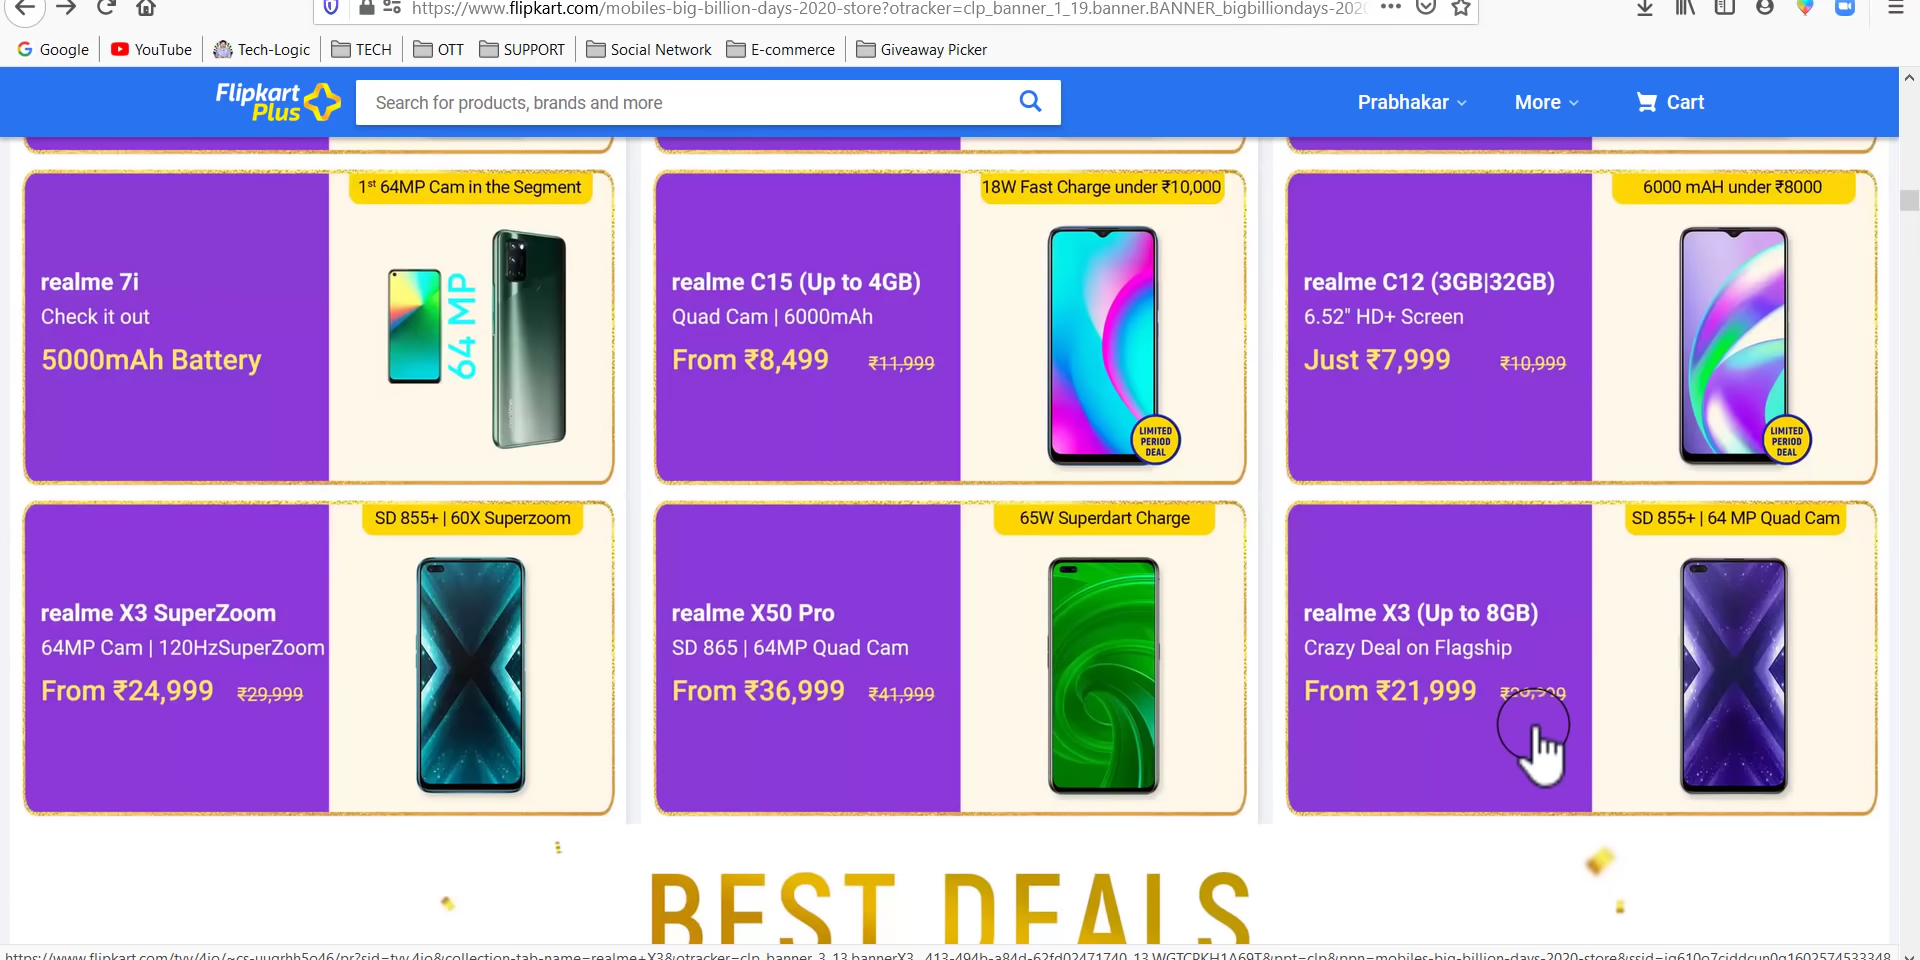 https://www.flipkart.com/mobiles-big-billion-days-2020-store?otracker=clp_banner_1_19.banner.BANNER_bigbilliondays-202
Google YouTube Tech-Logic TECH OTT SUPPORT Social Network E-commerce Giveaway Picker
Flipkart
Plus
Search for products, brands and more
Prabhakar More Cart
1st 64MP Cam in the Segment
realme 7i
Check it out
5000mAh Battery
64 MP
18W Fast Charge under ₹10,000
realme C15 (Up to 4GB)
Quad Cam | 6000mAh
From ₹8,499 ₹11,999
LIMITED
PERIOD
DEAL
6000 mAH under ₹8000
realme C12 (3GB|32GB)
6.52" HD+ Screen
Just ₹7,999 ₹10,999
LIMITED
PERIOD
DEAL
SD 855+ | 60X Superzoom
realme X3 SuperZoom
64MP Cam | 120HzSuperZoom
From ₹24,999 ₹29,999
65W Superdart Charge
realme X50 Pro
SD 865 | 64MP Quad Cam
From ₹36,999 ₹41,999
SD 855+ | 64 MP Quad Cam
realme X3 (Up to 8GB)
Crazy Deal on Flagship
From ₹21,999
BEST DEALS